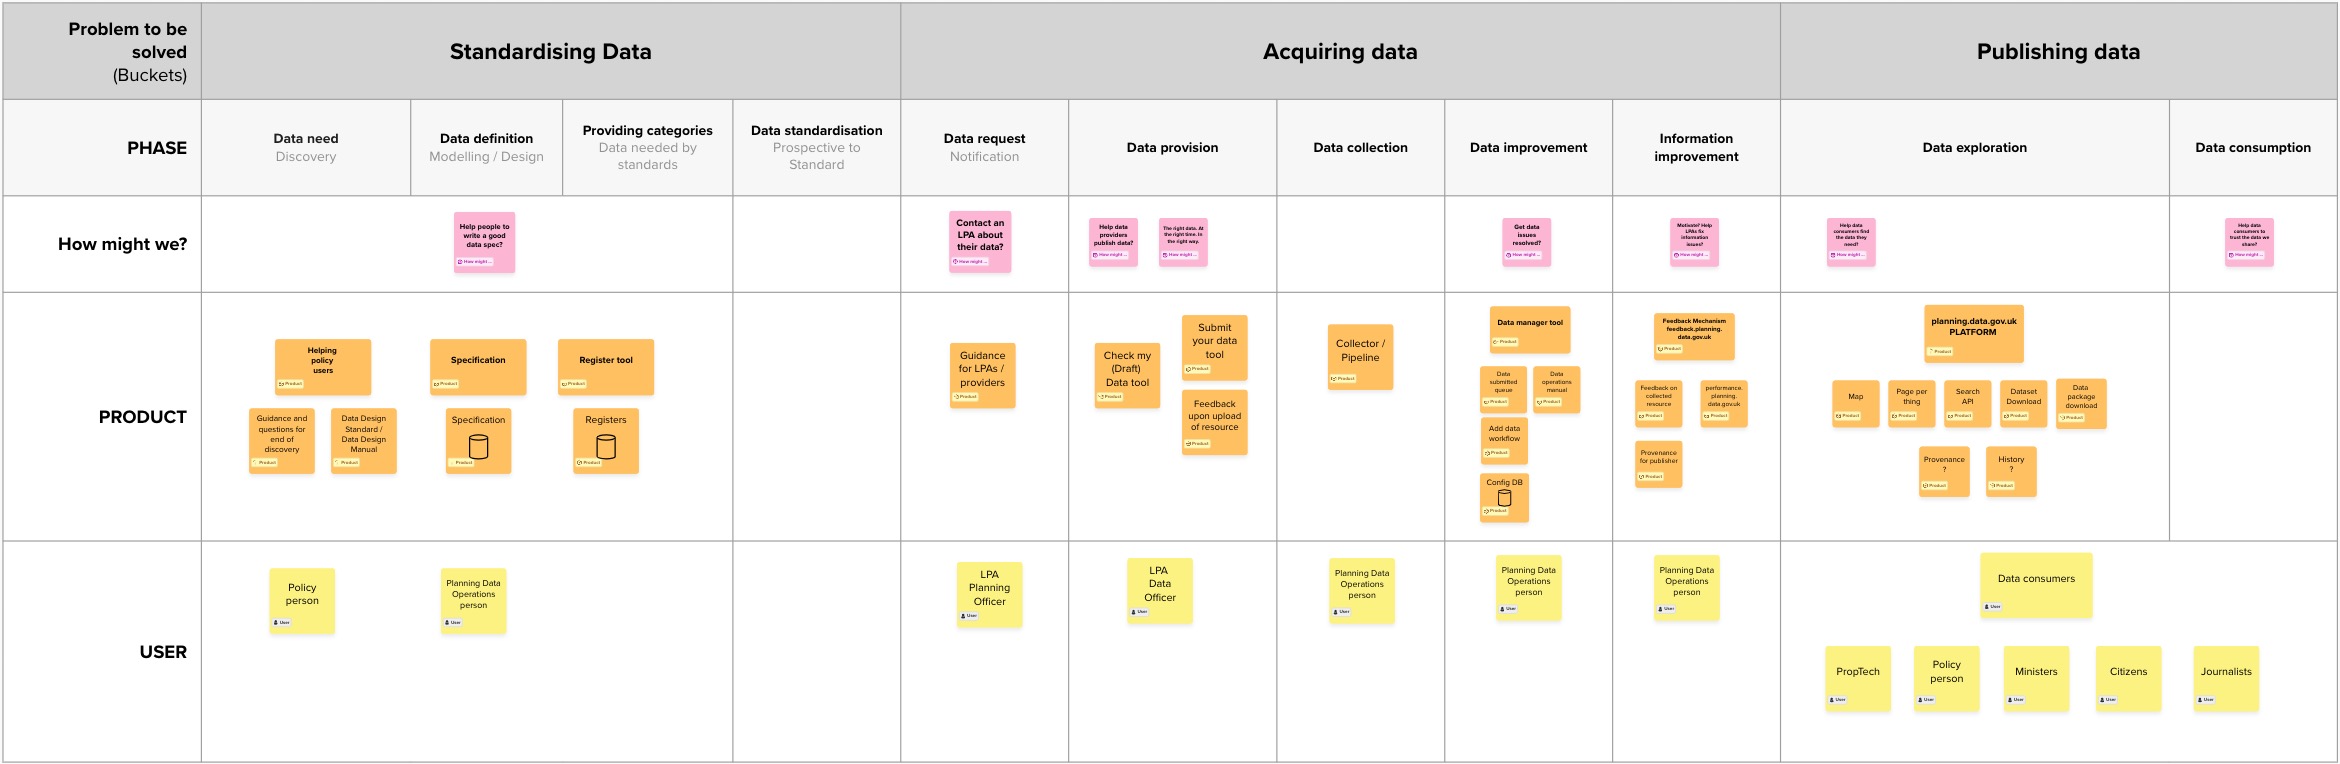 Problem to be
solved
(Buckets)
Standardising Data
Acquiring data
Publishing data
PHASE
Data need
Discovery
Data definition
Modelling / Design
Providing categories
Data needed by
standards
Data standardisation
Prospective to
Standard
Data request
Notification
Data provision
Data collection
Data improvement
Information
improvement
Data exploration
Data consumption
How might we?
Help people to
write a good
data spec?
How might ...
Contact an
LPA about
their data?
How might ...
Help data
providers
publish data?
How might ...
The right data. At
the right time. In
the right way.
How might ...
Get data
issues
resolved?
How might ...
Motivate? Help
LPAs fix
information
issues?
How might ...
Help data
consumers find
the data they
need?
How might ...
Help data
consumers to
trust the data we
share?
How might ...
PRODUCT
Helping
policy
users
Product
Specification
Product
Register tool
Product
Guidance and
questions for
end of
discovery
Product
Data Design
Standard /
Data Design
Manual
Product
Specification
Product
Registers
Product
Guidance
for LPAs /
providers
Product
Check my
(Draft)
Data tool
Product
Submit
your data
tool
Product
Feedback
upon upload
of resource
Product
Collector /
Pipeline
Product
Data manager tool
Product
Data
submitted
queue
Product
Data
operations
manual
Product
Add data
workflow
Product
Config DB
Product
Feedback Mechanism
feedback.planning.
data.gov.uk
Product
Feedback on
collected
resource
Product
performance.
planning.
data.gov.uk
Product
Provenance
for publisher
Product
planning.data.gov.uk
PLATFORM
Product
Map
Product
Page per
thing
Product
Search
API
Product
Dataset
Download
Product
Data
package
download
Product
Provenance
?
Product
History
?
Product
USER
Policy
person
User
Planning Data
Operations
person
User
LPA
Planning
Officer
User
LPA
Data
Officer
User
Planning Data
Operations
person
User
Planning Data
Operations
person
User
Planning Data
Operations
person
User
Data consumers
User
PropTech
User
Policy
person
User
Ministers
User
Citizens
User
Journalists
User